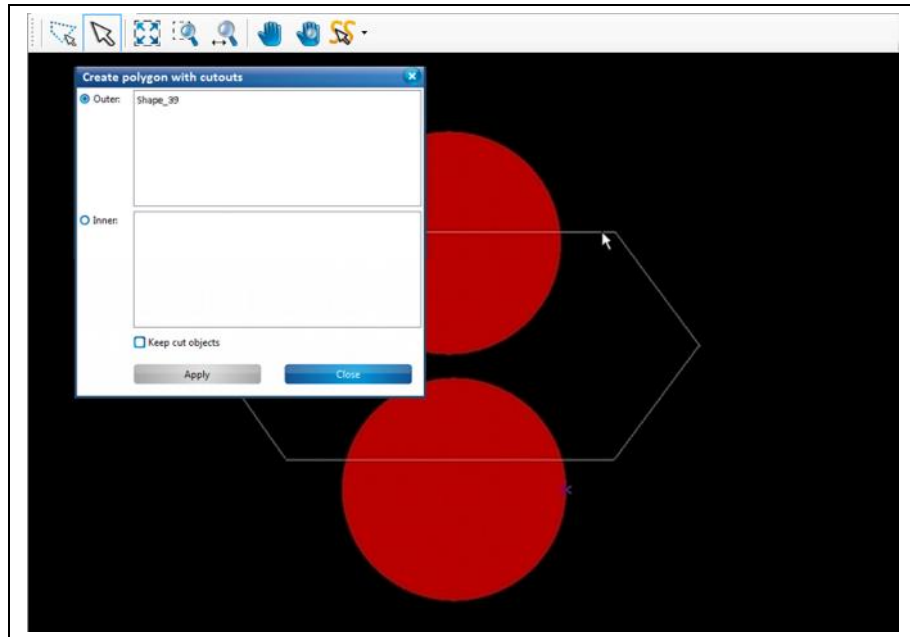 Create polygon with cutouts
Outer:
Shape_39
Inner:
Keep cut objects
Apply
Close